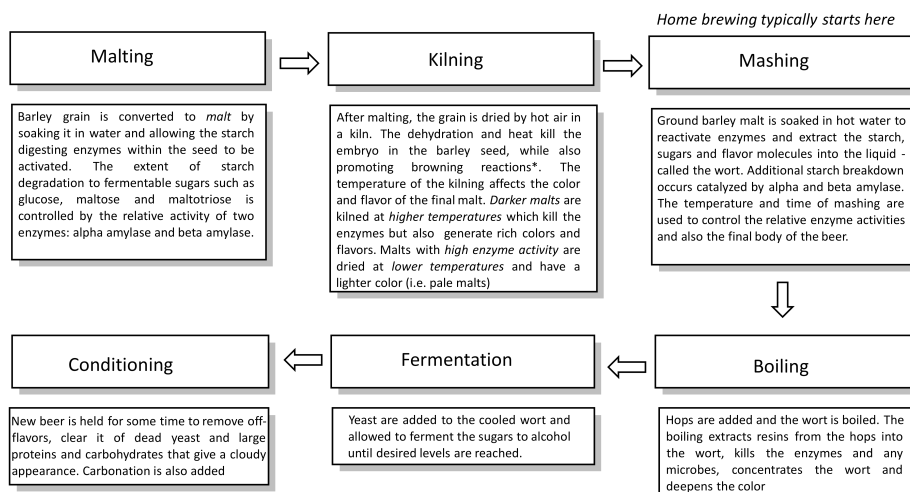 Home brewing typically starts here
Malting
Kilning
Mashing
Barley grain is converted to malt by
soaking it in water and allowing the starch
digesting enzymes within the seed to be
activated. The extent of starch
degradation to fermentable sugars such as
glucose, maltose and maltotriose is
controlled by the relative activity of two
enzymes: alpha amylase and beta amylase.
After malting, the grain is dried by hot air in
a kiln. The dehydration and heat kill the
embryo in the barley seed, while also
promoting browning reactions*. The
temperature of the kilning affects the color
and flavor of the final malt. Darker malts are
kilned at higher temperatures which kill the
enzymes but also generate rich colors and
flavors. Malts with high enzyme activity are
dried at lower temperatures and have a
lighter color (i.e. pale malts)
Ground barley malt is soaked in hot water to
reactivate enzymes and extract the starch,
sugars and flavor molecules into the liquid -
called the wort. Additional starch breakdown
occurs catalyzed by alpha and beta amylase.
The temperature and time of mashing are
used to control the relative enzyme activities
and also the final body of the beer.
Conditioning
Fermentation
Boiling
New beer is held for some time to remove off-
flavors, clear it of dead yeast and large
proteins and carbohydrates that give a cloudy
appearance. Carbonation is also added
Yeast are added to the cooled wort and
allowed to ferment the sugars to alcohol
until desired levels are reached.
Hops are added and the wort is boiled. The
boiling extracts resins from the hops into
the wort, kills the enzymes and any
microbes, concentrates the wort and
deepens the color